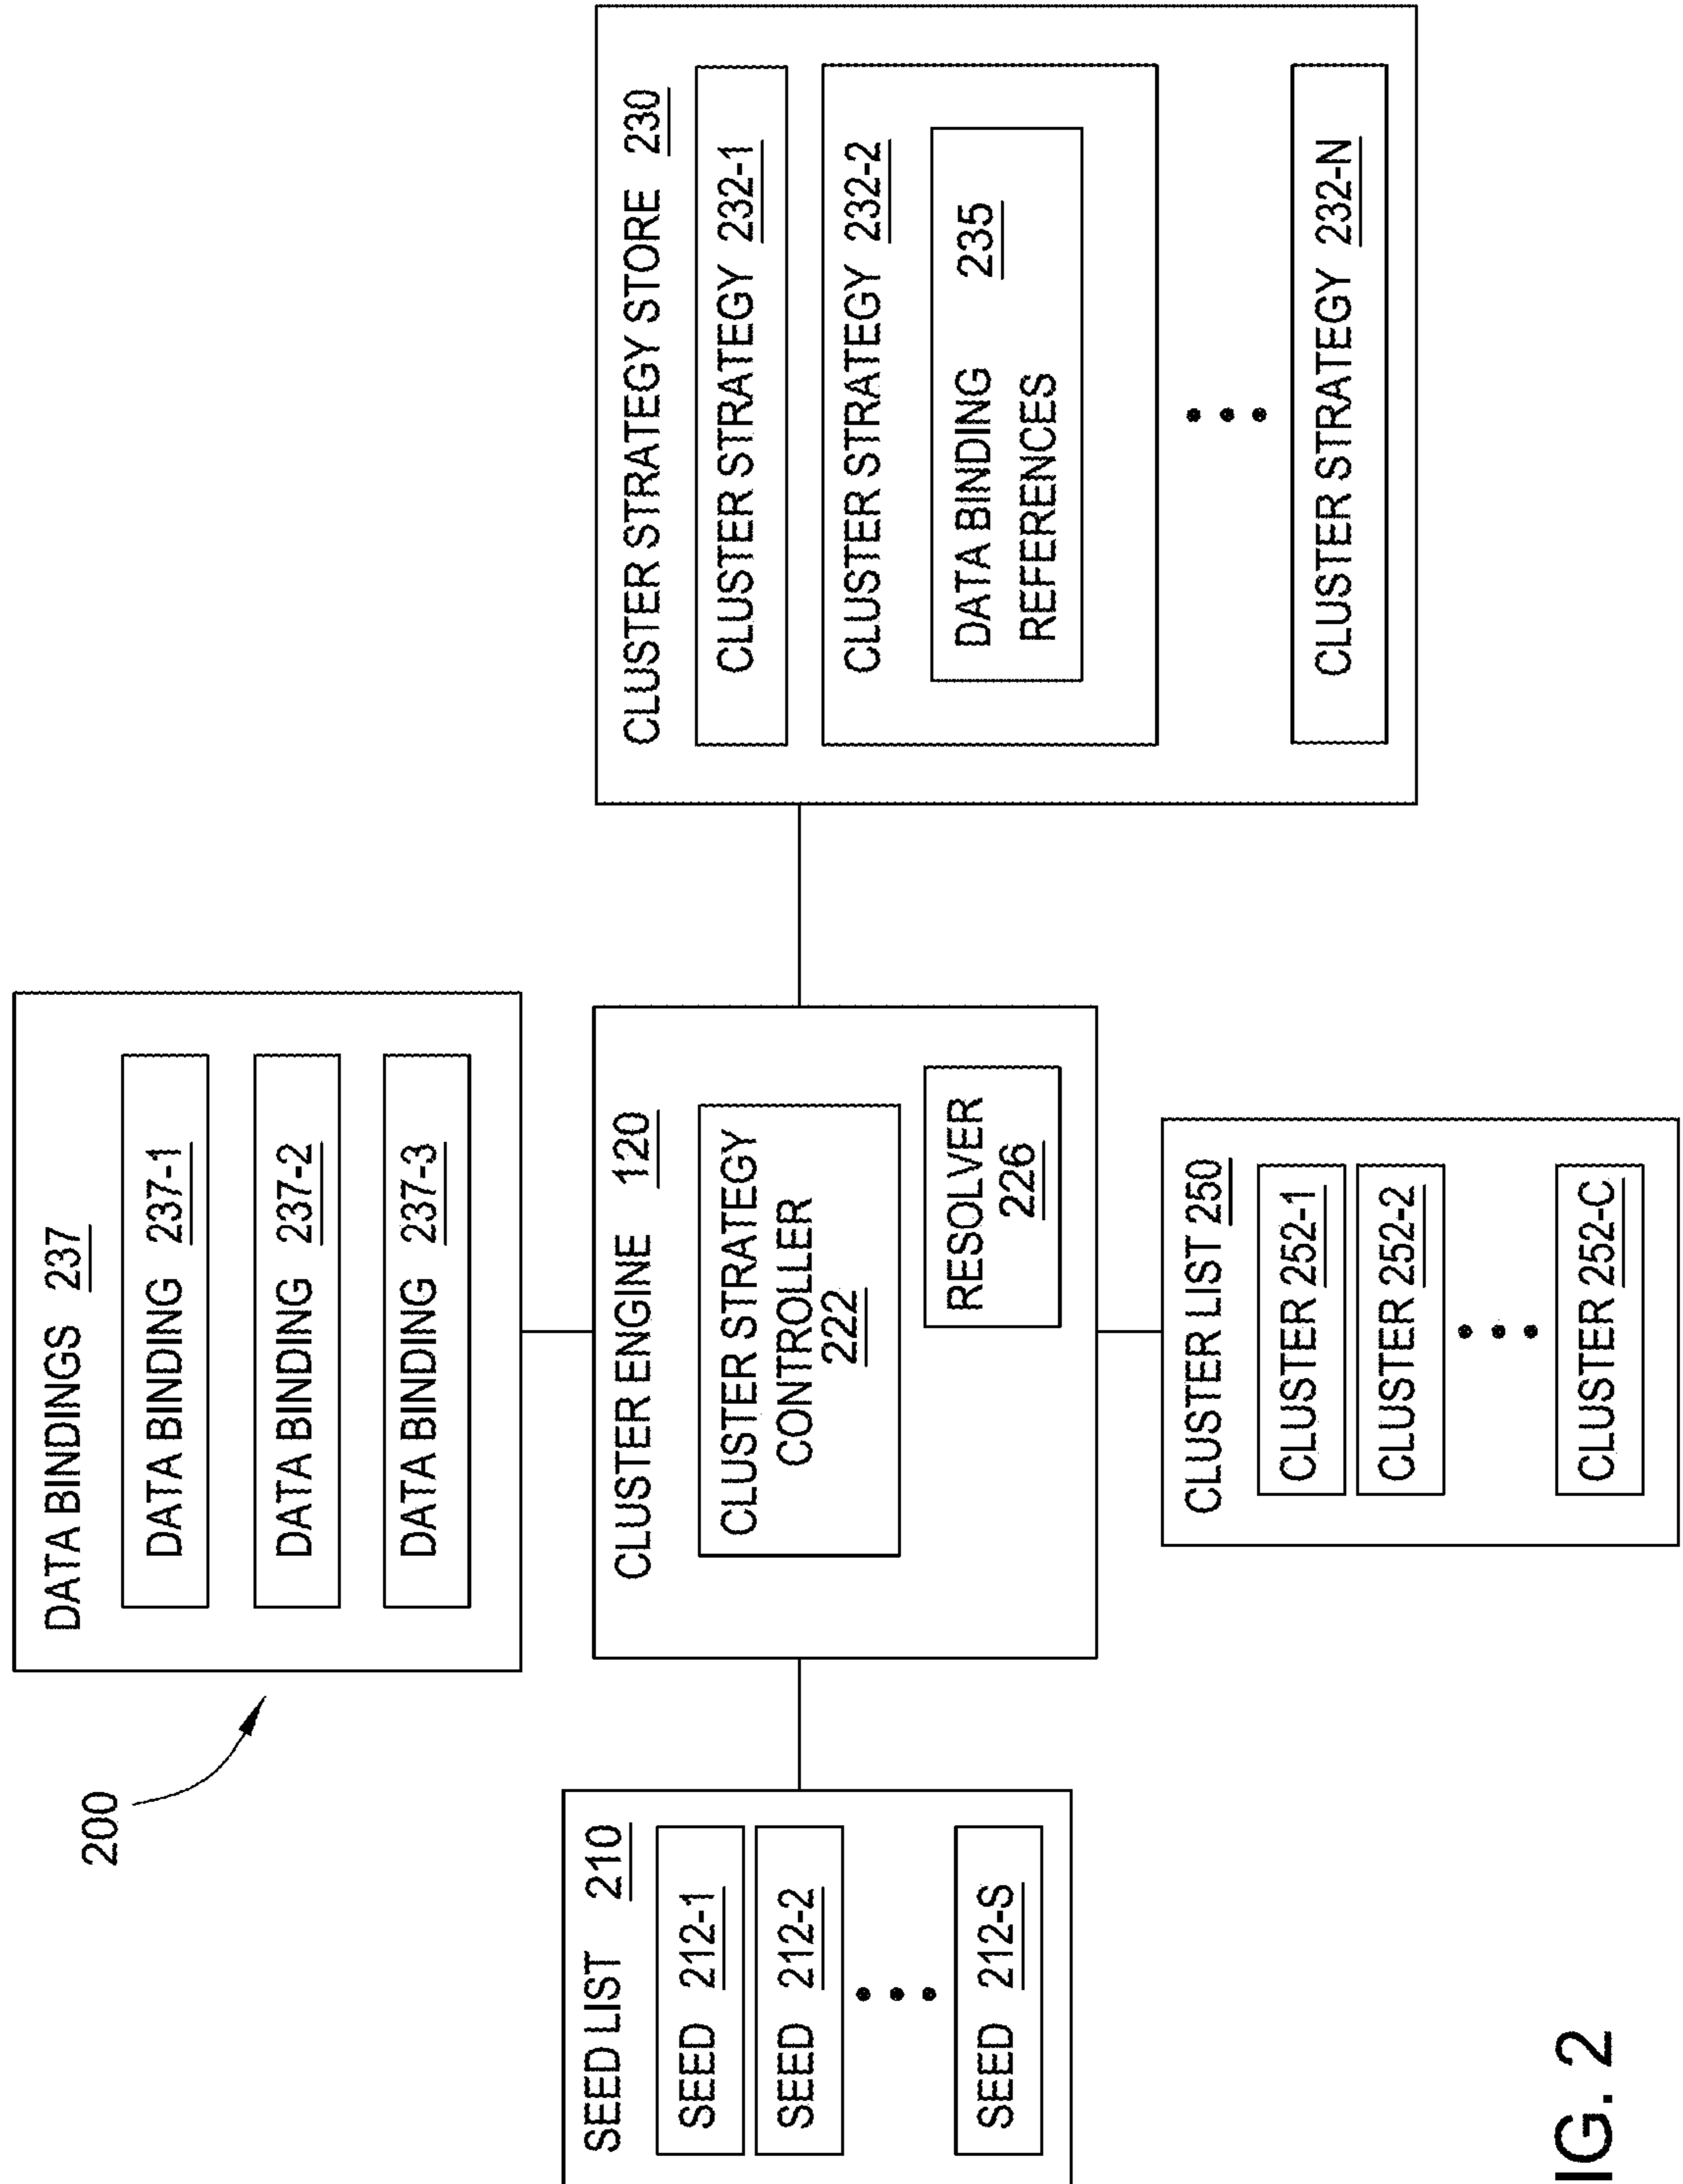 200
DATA BINDINGS 237
DATA BINDING 237-1
DATA BINDING 237-2
DATA BINDING 237-3
SEED LIST 210
SEED 212-1
SEED 212-2
SEED 212-S
CLUSTER ENGINE 120
CLUSTER STRATEGY
CONTROLLER
222
RESOLVER
226
CLUSTER STRATEGY STORE 230
CLUSTER STRATEGY 232-1
CLUSTER STRATEGY 232-2
DATA BINDING 235
REFERENCES
CLUSTER STRATEGY 232-N
CLUSTER LIST 250
CLUSTER 252-1
CLUSTER 252-2
CLUSTER 252-C
IG. 2